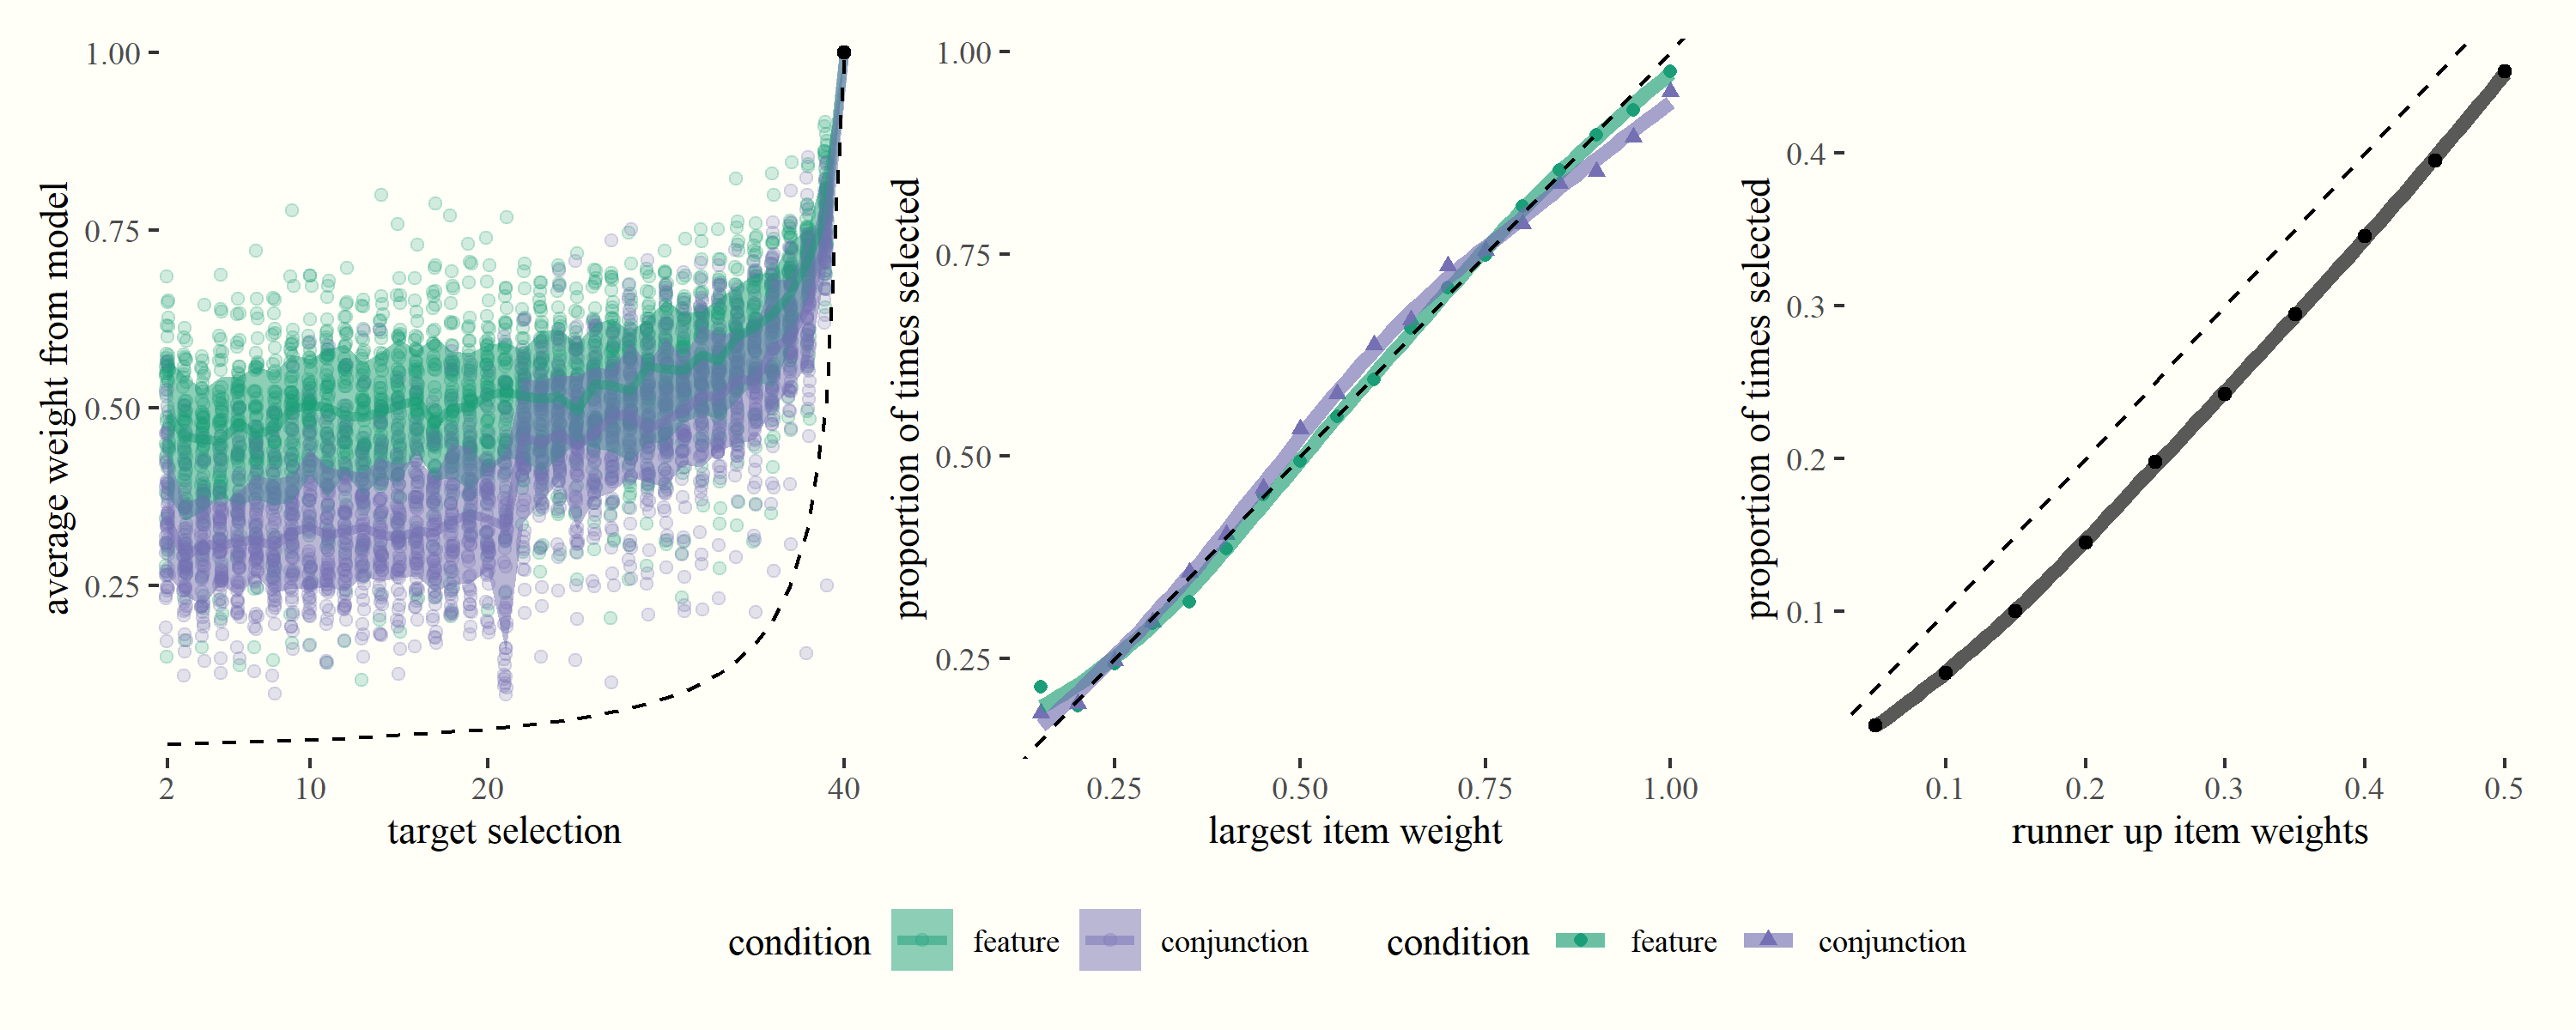 average weight from model
1.00
0.75
0.50
0.25
2 10 20 40
target selection
proportion of times selected
1.00
0.75
0.50
0.25
0.25 0.50 0.75 1.00
largest item weight
proportion of times selected
0.4
0.3
0.2
0.1
0.1 0.2 0.3 0.4 0.5
runner up item weights
condition feature conjunction
condition feature conjunction